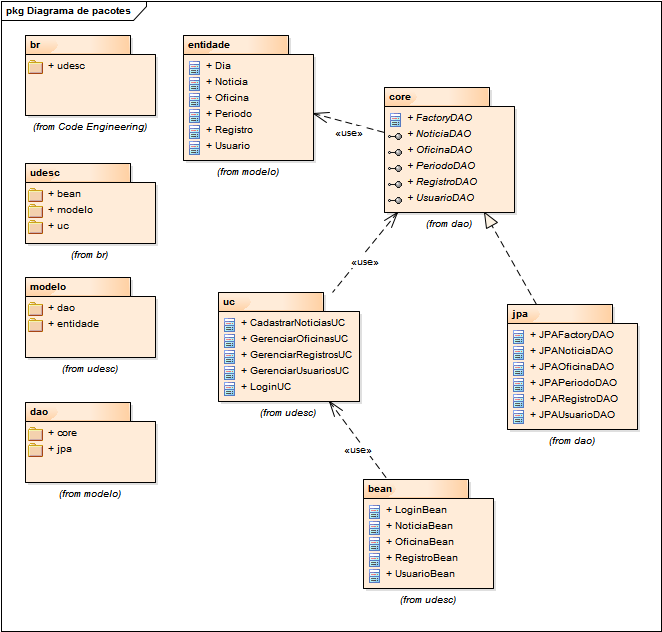 pkg Diagrama de pacotes
br
+ udesc
(from Code Engineering)
udesc
+ bean
+ modelo
+ uc
(from br)
modelo
+ dao
+ entidade
(from udesc)
dao
+ core
+ jpa
(from modelo)
entidade
+ Dia
+ Noticia
+ Oficina
+ Periodo
+ Registro
+ Usuario
(from modelo)
«use»
core
+ FactoryDAO
+ NoticiaDAO
+ OficinaDAO
+ PeriodoDAO
+ RegistroDAO
+ UsuarioDAO
(from dao)
«use»
uc
+ CadastrarNoticiasUC
+ GerenciarOficinasUC
+ GerenciarRegistrosUC
+ GerenciarUsuariosUC
+ LoginUC
(from udesc)
jpa
+ JPAFactoryDAO
+ JPANoticiaDAO
+ JPAOficinaDAO
+ JPAPeriodoDAO
+ JPARegistroDAO
+ JPAUsuarioDAO
(from dao)
«use»
bean
+ LoginBean
+ NoticiaBean
+ OficinaBean
+ RegistroBean
+ UsuarioBean
(from udesc)